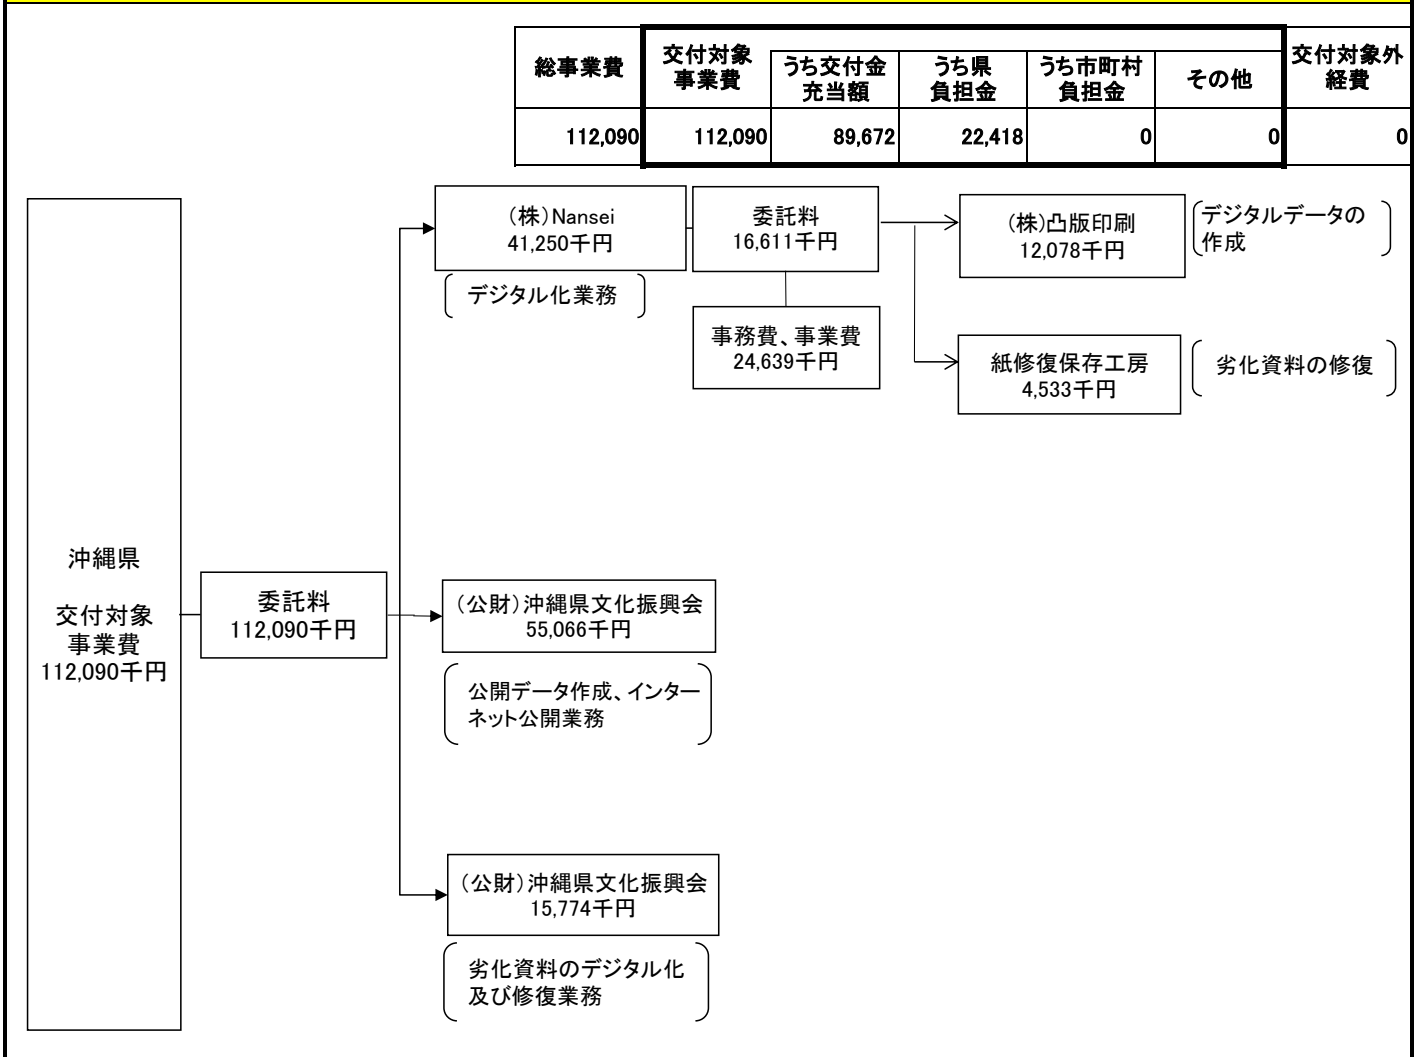 総事業費
交付対象
事業費
うち交付金
充当額
うち県
負担金
うち市町村
負担金
その他
交付対象外
経費
112,090
112,090
89,672
22,418
0
0
0
(株)Nansei
41,250千円
デジタル化業務
委託料
16,611千円
事務費、事業費
24,639千円
(株)凸版印刷
12,078千円
デジタルデータの
作成
紙修復保存工房
4,533千円
劣化資料の修復
沖縄県
交付対象
事業費
112,090千円
委託料
112,090千円
(公財)沖縄県文化振興会
55,066千円
公開データ作成、インター
ネット公開業務
(公財)沖縄県文化振興会
15,774千円
劣化資料のデジタル化
及び修復業務